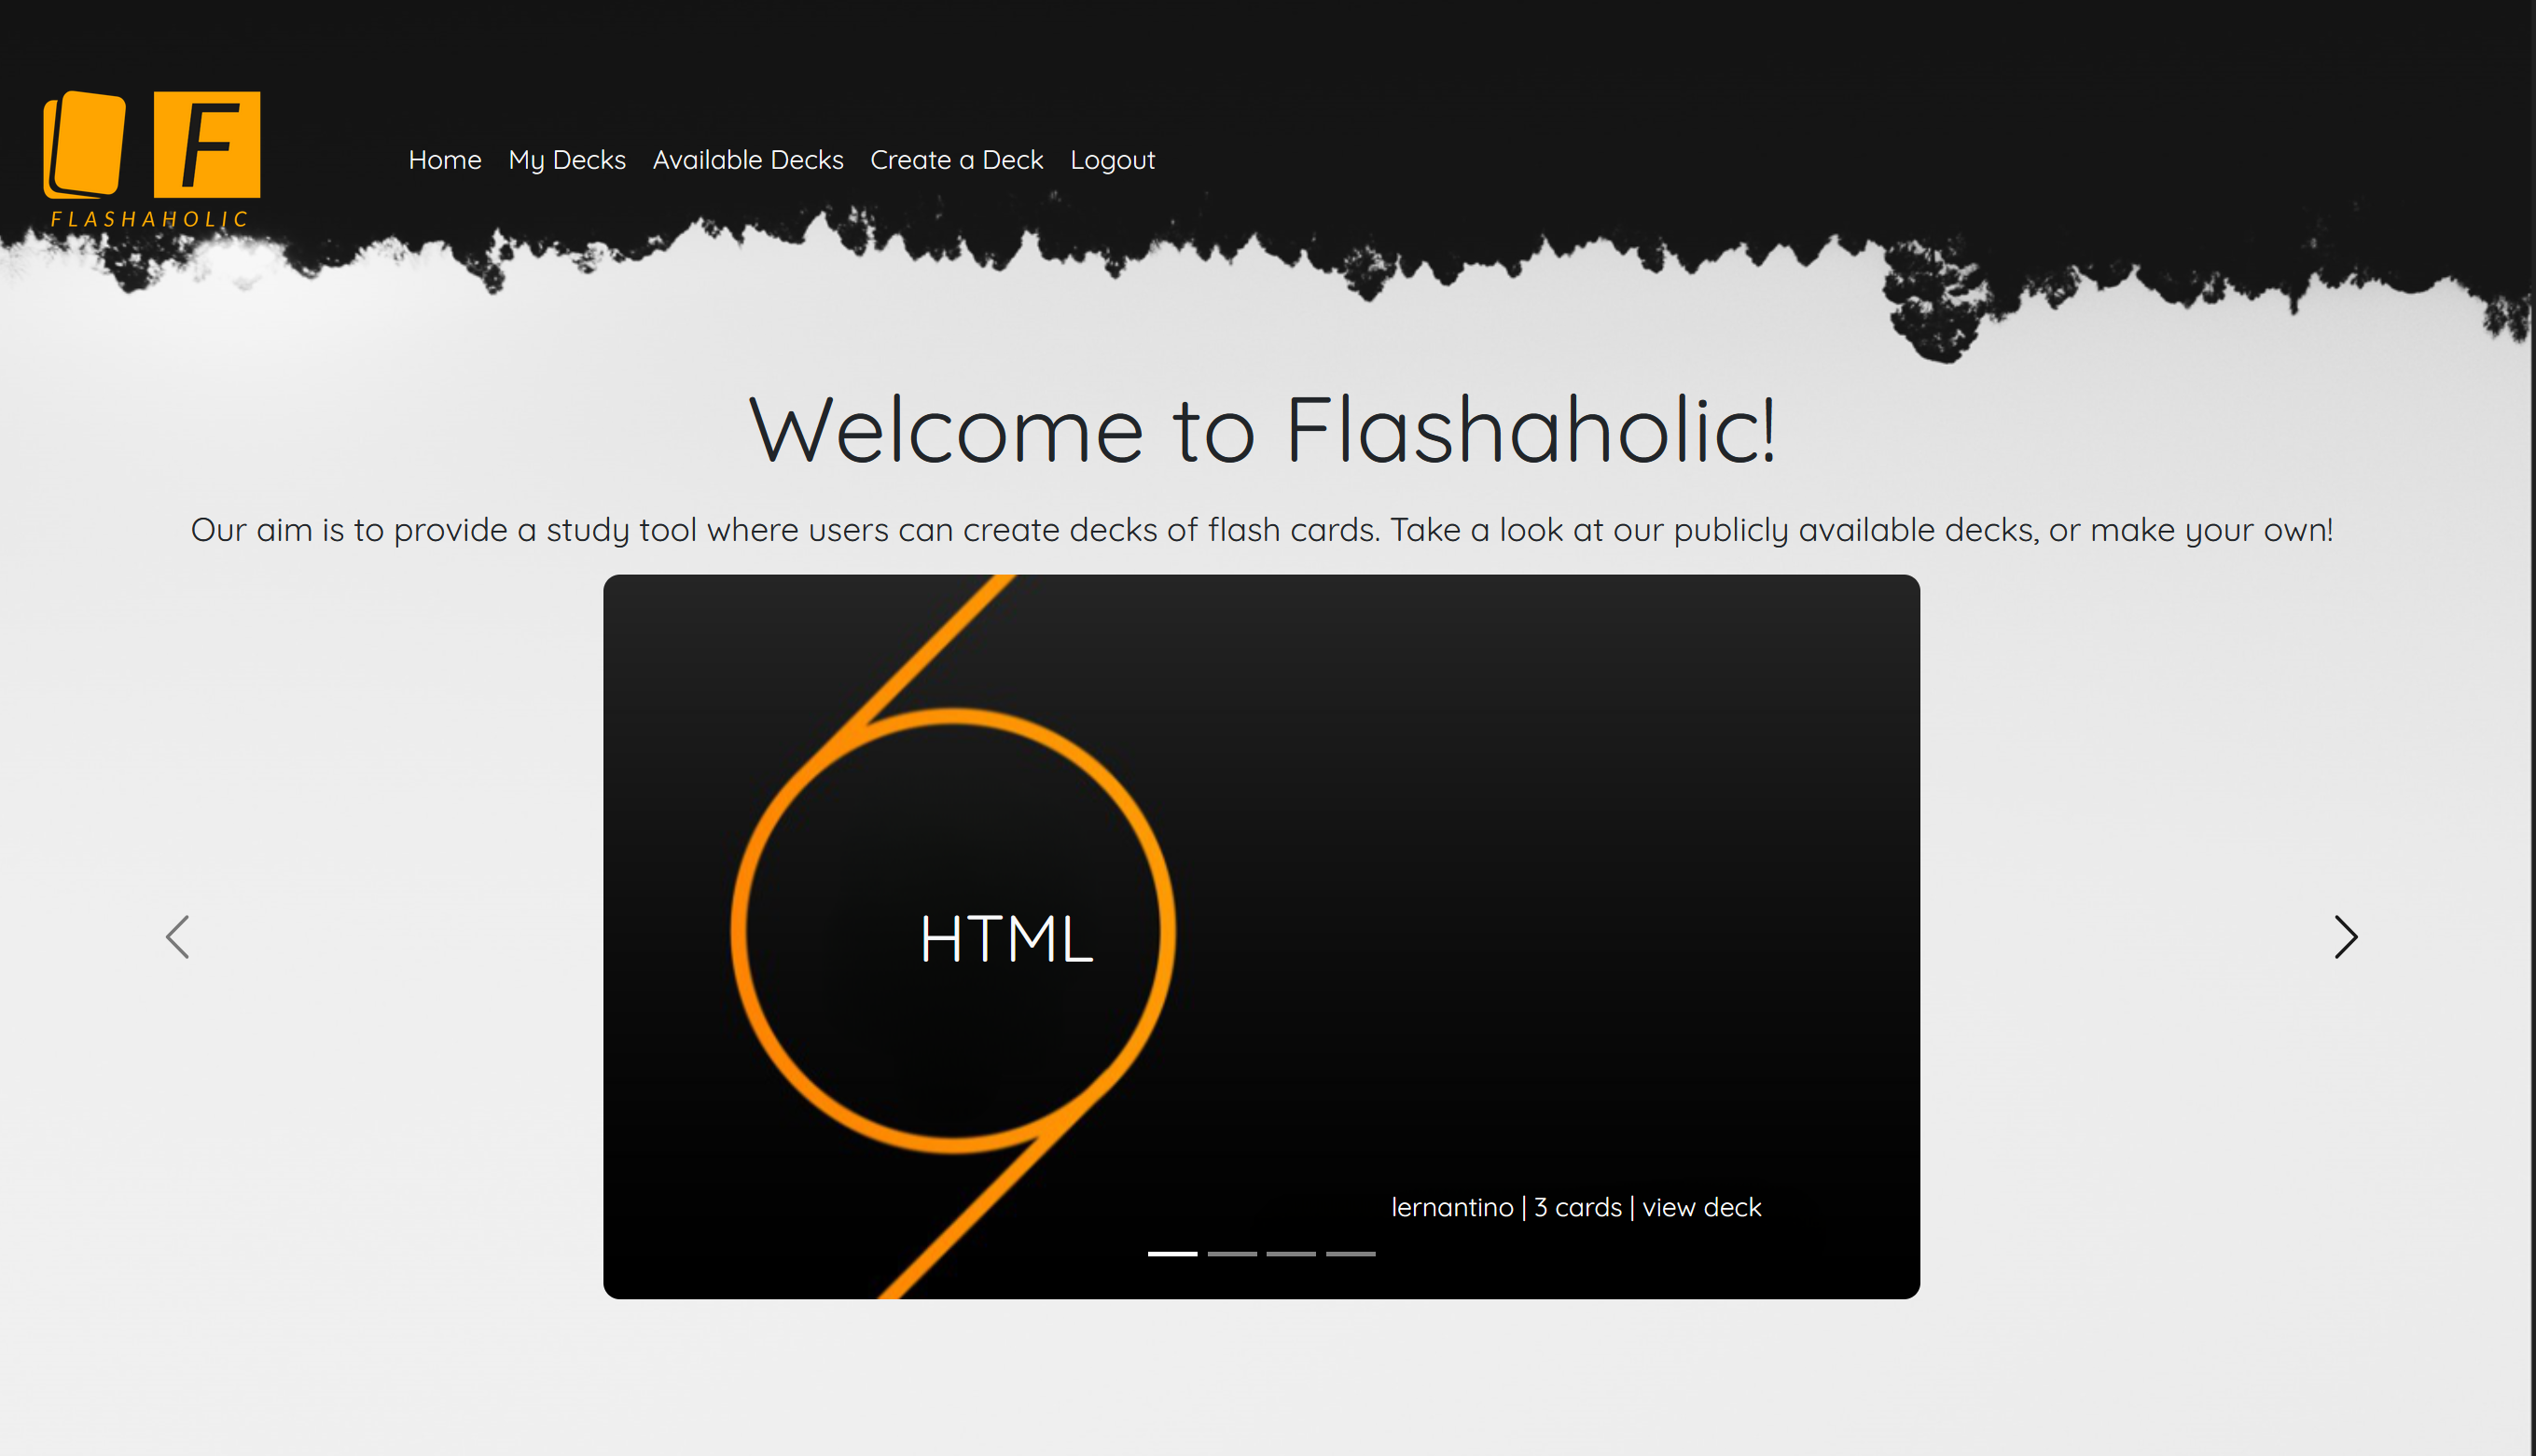 F
FLASHAHOLIC
Home My Decks Available Decks Create a Deck Logout
Welcome to Flashaholic!
Our aim is to provide a study tool where users can create decks of flash cards. Take a look at our publicly available decks, or make your own!
HTML
lernantino | 3 cards | view deck